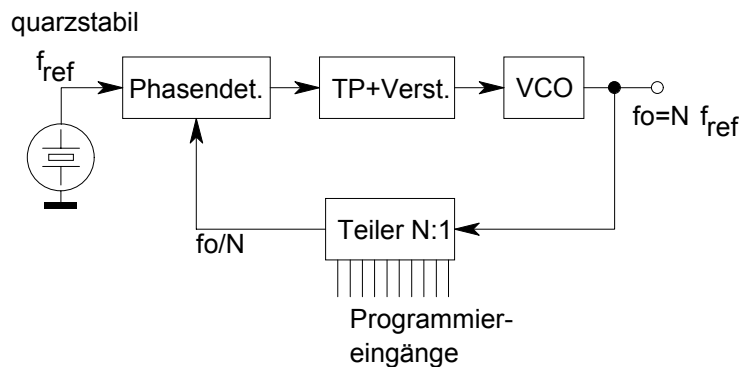 quarzstabil
fref
Phasendet.
TP+Verst.
VCO
fo=N fref
Teiler N:1
fo/N
Programmier-
eingänge